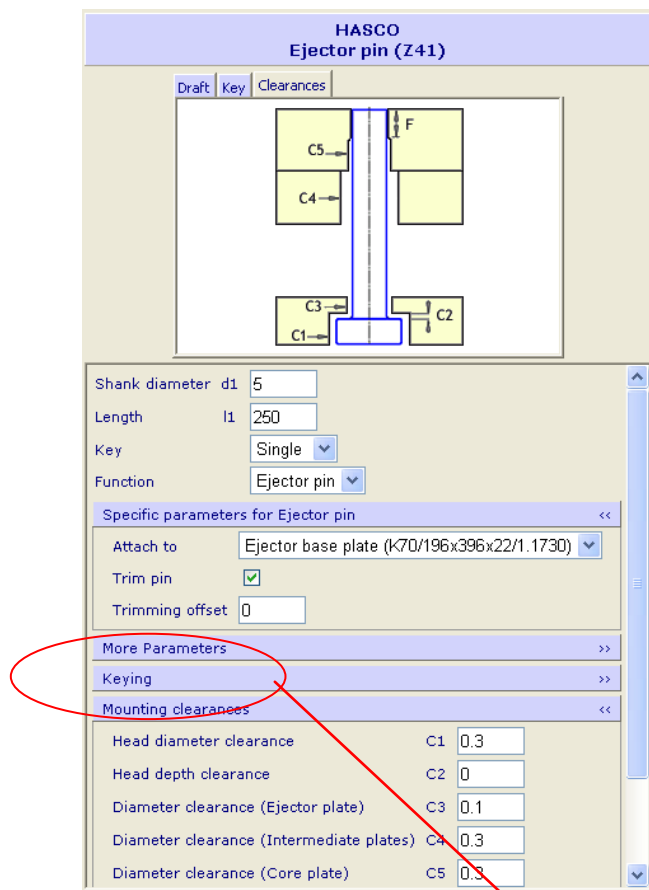 HASCO
Ejector pin (Z41)
Draft Key Clearances
F
C5
C4
C3
C2
C1
Shank diameter d1 5
Length l1 250
Key Single
Function Ejector pin
Specific parameters for Ejector pin <<
Attach to Ejector base plate (K70/196x396x22/1.1730)
Trim pin
Trimming offset 0
More Parameters >>
Keying >>
Mounting clearances <<
Head diameter clearance C1 0.3
Head depth clearance C2 0
Diameter clearance (Ejector plate) C3 0.1
Diameter clearance (Intermediate plates) C4 0.3
Diameter clearance (Core plate) C5 0.3